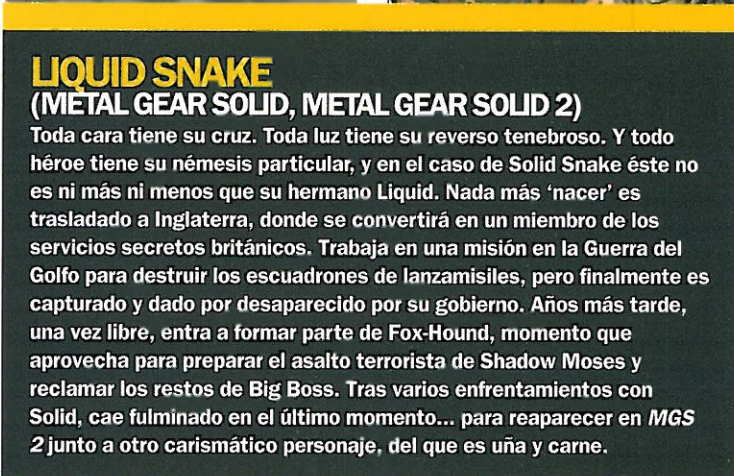 LIQUID SNAKE
(METAL GEAR SOLID, METAL GEAR SOLID 2)
Toda cara tiene su cruz. Toda luz tiene su reverso tenebroso. Y todo
héroe tiene su némesis particular, y en el caso de Solid Snake éste no
es ni más ni menos que su hermano Liquid. Nada más ‘nacer’ es
trasladado a Inglaterra, donde se convertirá en un miembro de los
servicios secretos británicos. Trabaja en una misión en la Guerra del
Golfo para destruir los escuadrones de lanzamisiles, pero finalmente es
capturado y dado por desaparecido por su gobierno. Años más tarde,
una vez libre, entra a formar parte de Fox-Hound, momento que
aprovecha para preparar el asalto terrorista de Shadow Moses y
reclamar los restos de Big Boss. Tras varios enfrentamientos con
Solid, cae fulminado en el último momento... para reaparecer en MGS
2 junto a otro carismático personaje, del que es uña y carne.